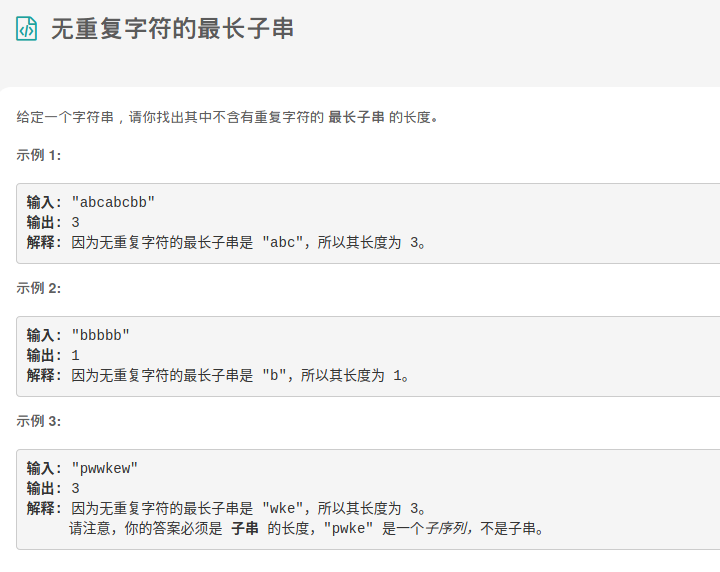 无重复字符的最长子串
给定一个字符串，请你找出其中不含有重复字符的 最长子串 的长度。
示例 1:
输入: "abcabcbb"
输出: 3
解释: 因为无重复字符的最长子串是 "abc"，所以其长度为 3。
示例 2:
输入: "bbbbb"
输出: 1
解释: 因为无重复字符的最长子串是 "b"，所以其长度为 1。
示例 3:
输入: "pwwkew"
输出: 3
解释: 因为无重复字符的最长子串是 "wke"，所以其长度为 3。
请注意，你的答案必须是 子串 的长度，"pwke" 是一个子序列，不是子串。